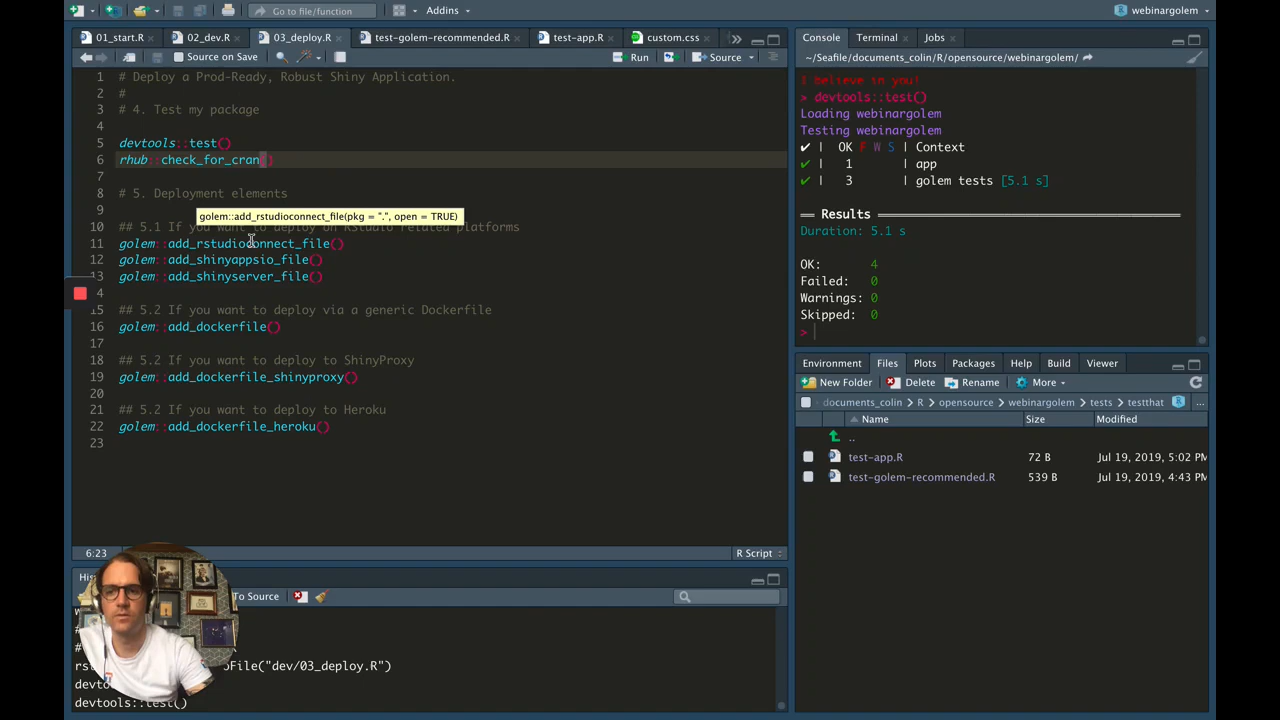 Go to file/function
Addins
webinargolem
01_start.R
02_dev.R
03_deploy.R
test-golem-recommended.R
test-app.R
custom.css
Source on Save
Run
Source
1 # Deploy a Prod-Ready, Robust Shiny Application.
2 #
3 # 4. Test my package
4
5 devtools::test()
6 rhub::check_for_cran()
7
8 # 5. Deployment elements
9
golem::add_rstudioconnect_file(pkg = ".", open = TRUE)
10 ## 5.1 If you want to deploy on RStudio related platforms
11 golem::add_rstudioconnect_file()
12 golem::add_shinyappsio_file()
13 golem::add_shinyserver_file()
4
15 ## 5.2 If you want to deploy via a generic Dockerfile
16 golem::add_dockerfile()
17
18 ## 5.2 If you want to deploy to ShinyProxy
19 golem::add_dockerfile_shinyproxy()
20
21 ## 5.2 If you want to deploy to Heroku
22 golem::add_dockerfile_heroku()
23
6:23
R Script
To Source
File("dev/03_deploy.R")
devtools::test()
Console
Terminal
Jobs
~/Seafile/documents_colin/R/opensource/webinargolem/
I believe in you!
> devtools::test()
Loading webinargolem
Testing webinargolem
✔ | OK F W S | Context
✔ | 1 | app
✔ | 3 | golem tests [5.1 s]
══ Results ═════════════════════════════
Duration: 5.1 s
OK: 4
Failed: 0
Warnings: 0
Skipped: 0
>
Environment
Files
Plots
Packages
Help
Build
Viewer
New Folder
Delete
Rename
More
documents_colin > R > opensource > webinargolem > tests > testthat
...
Name
Size
Modified
..
test-app.R 72 B Jul 19, 2019, 5:02 PM
test-golem-recommended.R 539 B Jul 19, 2019, 4:43 PM